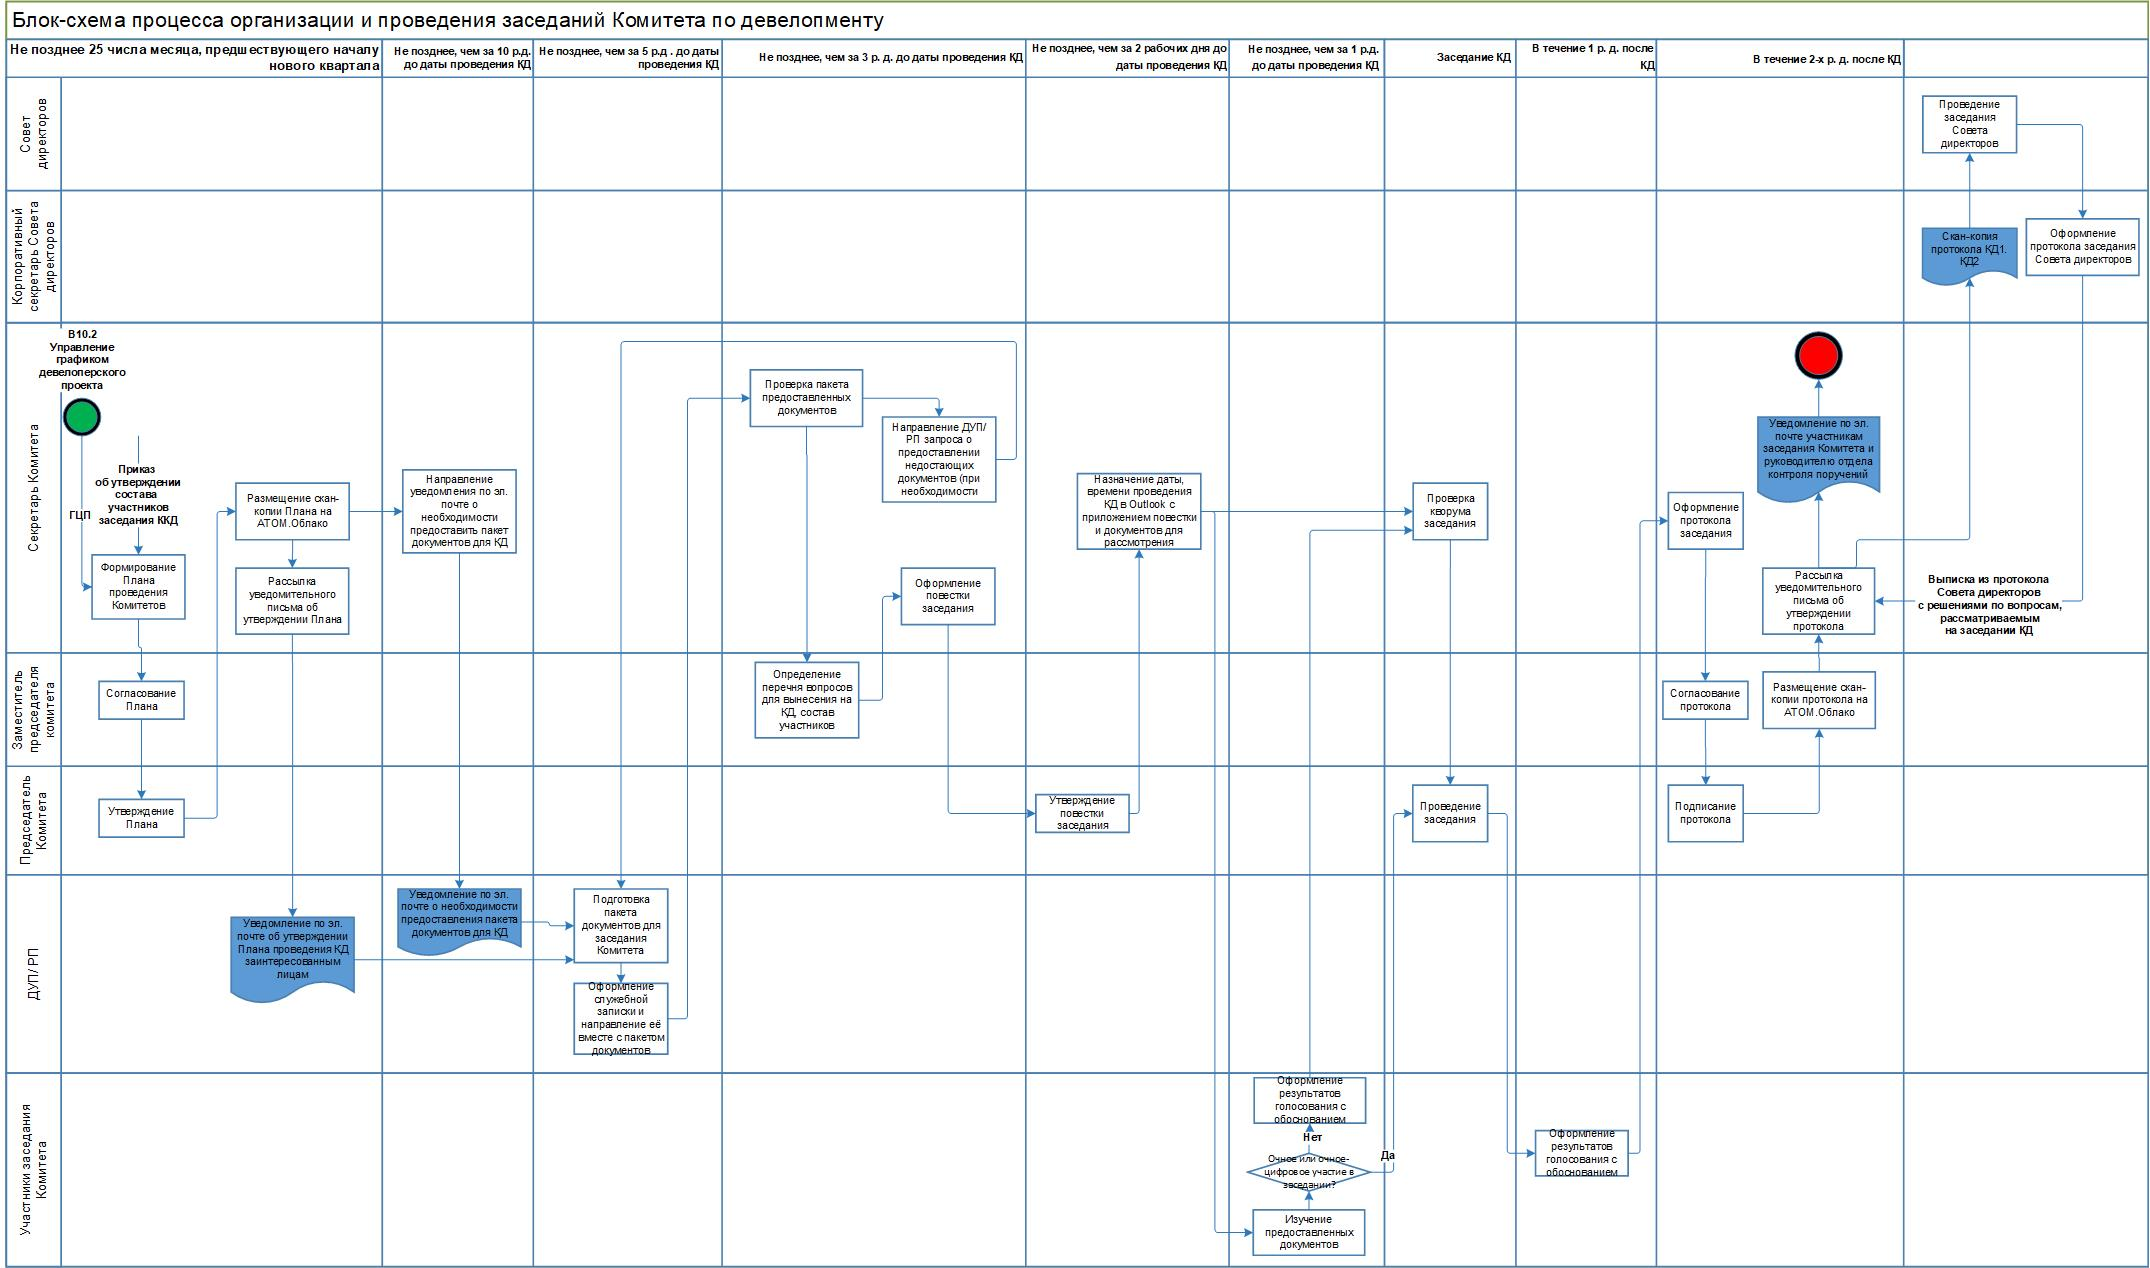 Блок-схема процесса организации и проведения заседаний Комитета по девелопменту
Не позднее 25 числа месяца, предшествующего началу
нового квартала
Не позднее, чем за 10 р.д.
до даты проведения КД
Не позднее, чем за 5 р.д . до даты
проведения КД
Не позднее, чем за 3 р. д. до даты проведения КД
Не позднее, чем за 2 рабочих дня до
даты проведения КД
Не позднее, чем за 1 р.д.
до даты проведения КД
Заседание КД
В течение 1 р. д. после
КД
В течение 2-х р. д. после КД
Совет
директоров
Проведение
заседания
Совета
директоров
Корпоративный
секретарь Совета
директоров
Скан-копия
протокола КД1.
КД2
Оформление
протокола заседания
Совета директоров
Секретарь Комитета
В10.2
Управление
графиком
девелоперского
проекта
ГЦП
Приказ
об утверждении
состава
участников
заседания ККД
Формирование
Плана
проведения
Комитетов
Размещение скан-
копии Плана на
АТОМ.Облако
Рассылка
уведомительного
письма об
утверждении Плана
Направление
уведомления по эл.
почте о
необходимости
предоставить пакет
документов для КД
Проверка пакета
предоставленных
документов
Направление ДУП/
РП запроса о
предоставлении
недостающих
документов (при
необходимости
Оформление
повестки
заседания
Назначение даты,
времени проведения
КД в Outlook с
приложением повестки
и документов для
рассмотрения
Проверка
кворума
заседания
Оформление
протокола
заседания
Уведомление по эл.
почте участникам
заседания Комитета и
руководителю отдела
контроля поручений
Рассылка
уведомительного
письма об
утверждении
протокола
Выписка из протокола
Совета директоров
с решениями по вопросам,
рассматриваемым
на заседании КД
Заместитель
председателя
комитета
Согласование
Плана
Определение
перечня вопросов
для вынесения на
КД, состав
участников
Согласование
протокола
Размещение скан-
копии протокола на
АТОМ.Облако
Председатель
Комитета
Утверждение
Плана
Утверждение
повестки
заседания
Проведение
заседания
Подписание
протокола
ДУП/ РП
Уведомление по эл.
почте об утверждении
Плана проведения КД
заинтересованным
лицам
Уведомление по эл.
почте о необходимости
предоставления пакета
документов для КД
Подготовка
пакета
документов для
заседания
Комитета
Оформление
служебной
записки и
направление её
вместе с пакетом
документов
Участники заседания
Комитета
Оформление
результатов
голосования с
обоснованием
Нет
Очное или очное-
цифровое участие в
заседании?
Да
Изучение
предоставленных
документов
Оформление
результатов
голосования с
обоснованием